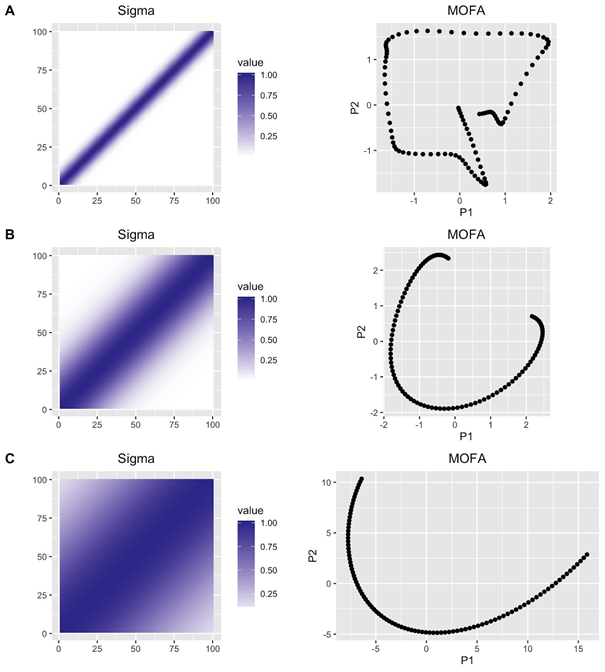 A
Sigma
MOFA
100
75
50
25
0
0 25 50 75 100
value
1.00
0.75
0.50
0.25
P2
1
0
-1
-1 0 1 2
P1
B
Sigma
MOFA
100
75
50
25
0
0 25 50 75 100
value
1.00
0.75
0.50
0.25
P2
2
1
0
-1
-2
-2 -1 0 1 2
P1
C
Sigma
MOFA
100
75
50
25
0
0 25 50 75 100
value
1.00
0.75
0.50
0.25
P2
10
5
0
-5
-5 0 5 10 15
P1